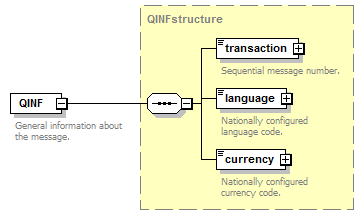 QINFstructure
transaction
Sequential message number.
QINF
General information about
the message.
language
Nationally configured
language code.
currency
Nationally configured
currency code.